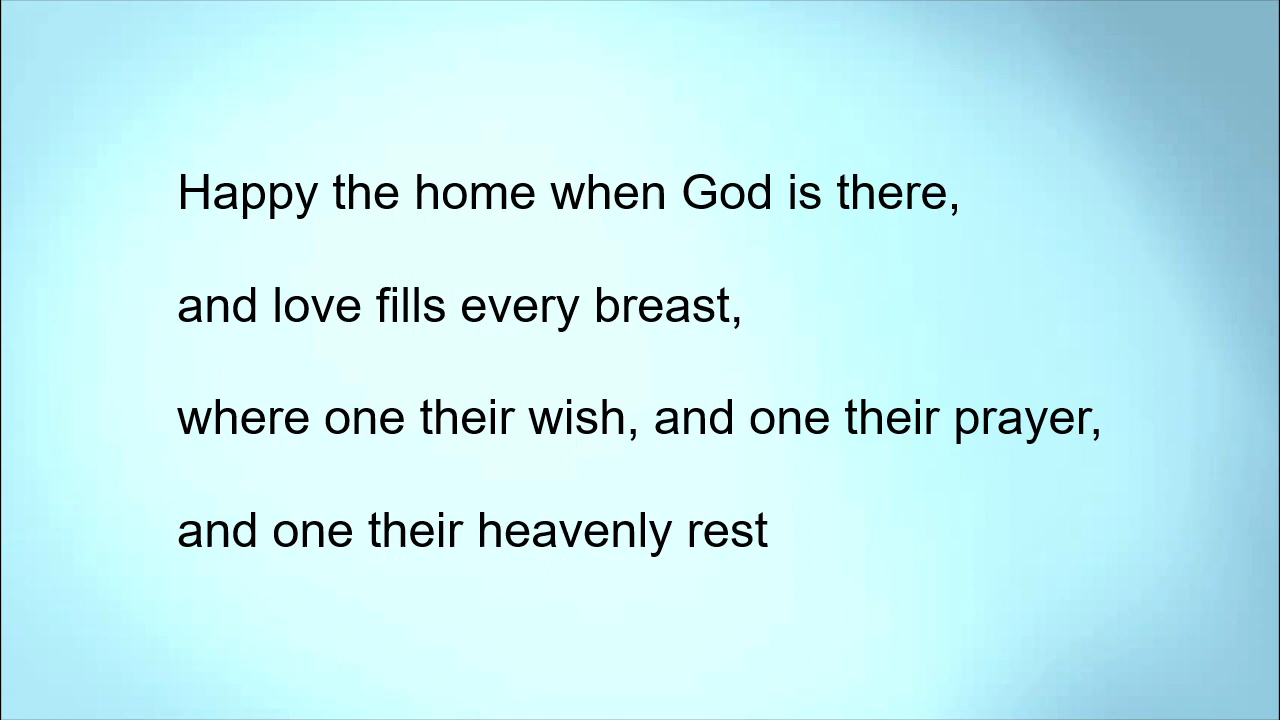 Happy the home when God is there,
and love fills every breast,
where one their wish, and one their prayer,
and one their heavenly rest